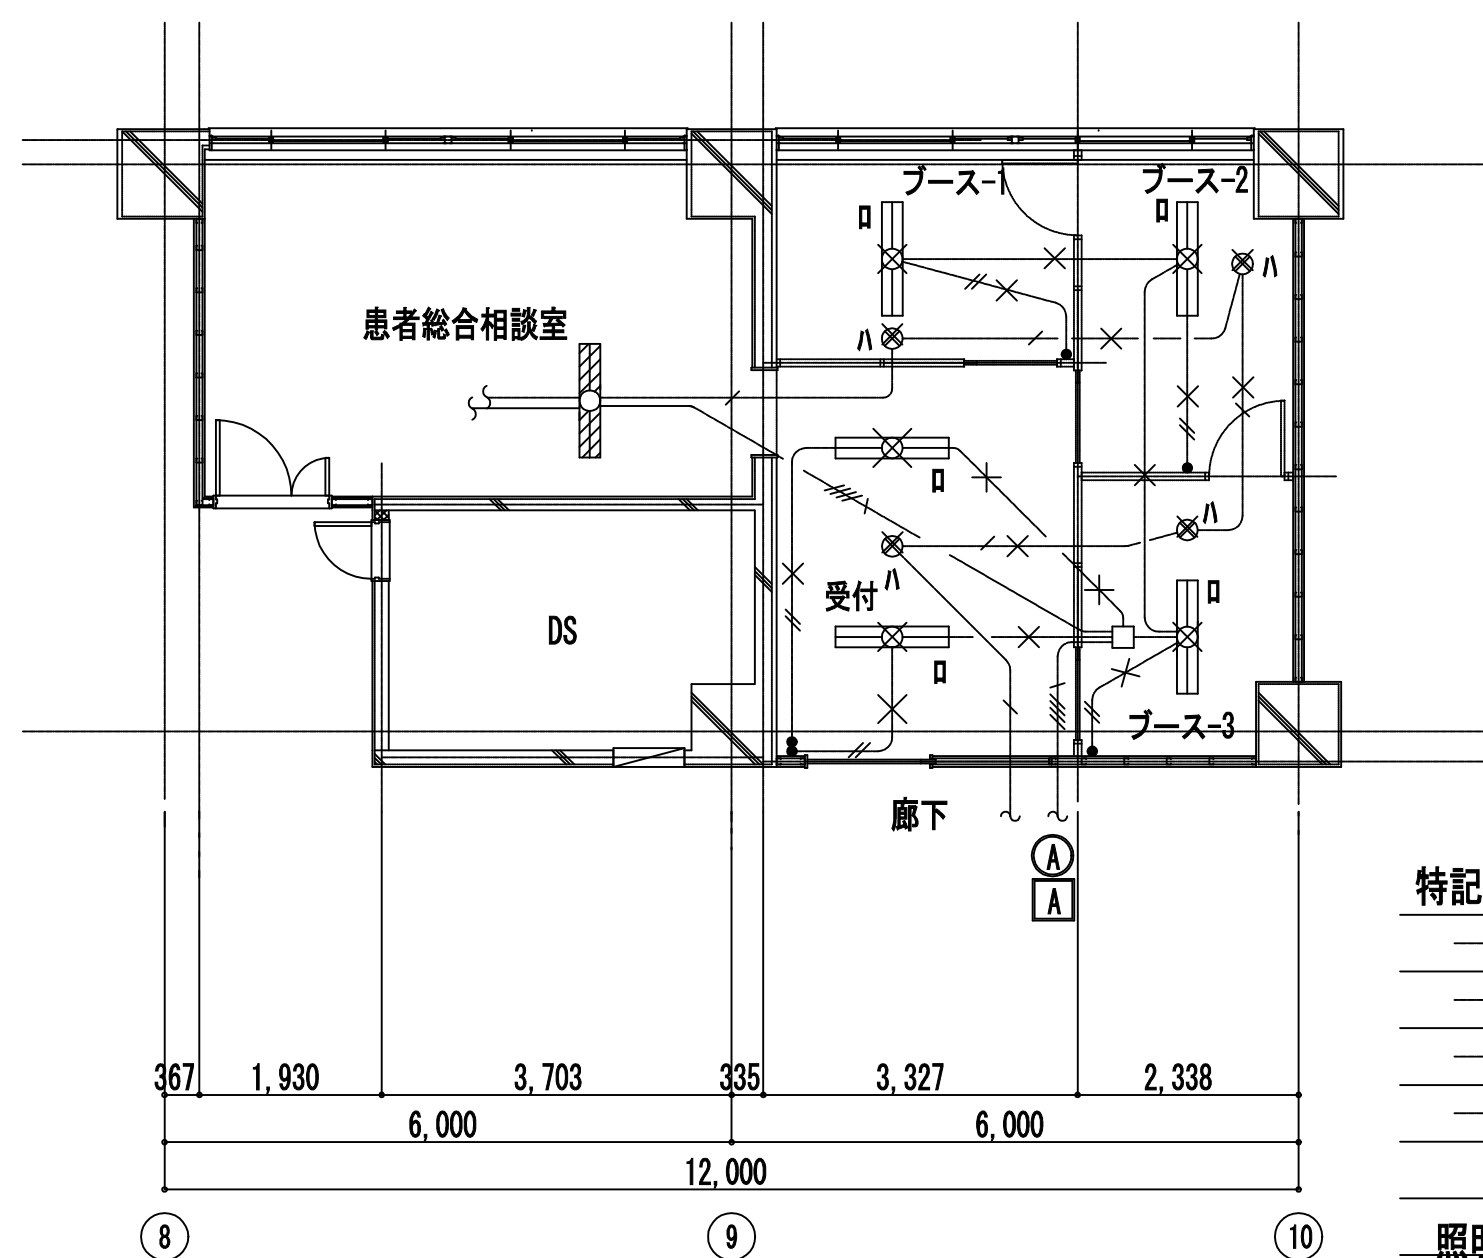 ブース-1
ブース-2
ロ
ロ
ハ
患者総合相談室
ハ
ロ
ハ
ハ
受付
ロ
DS
ロ
ブース-3
廊下
A
A
特記
367 1,930 3,703 335 3,327 2,338
6,000 6,000
12,000
8 9 10